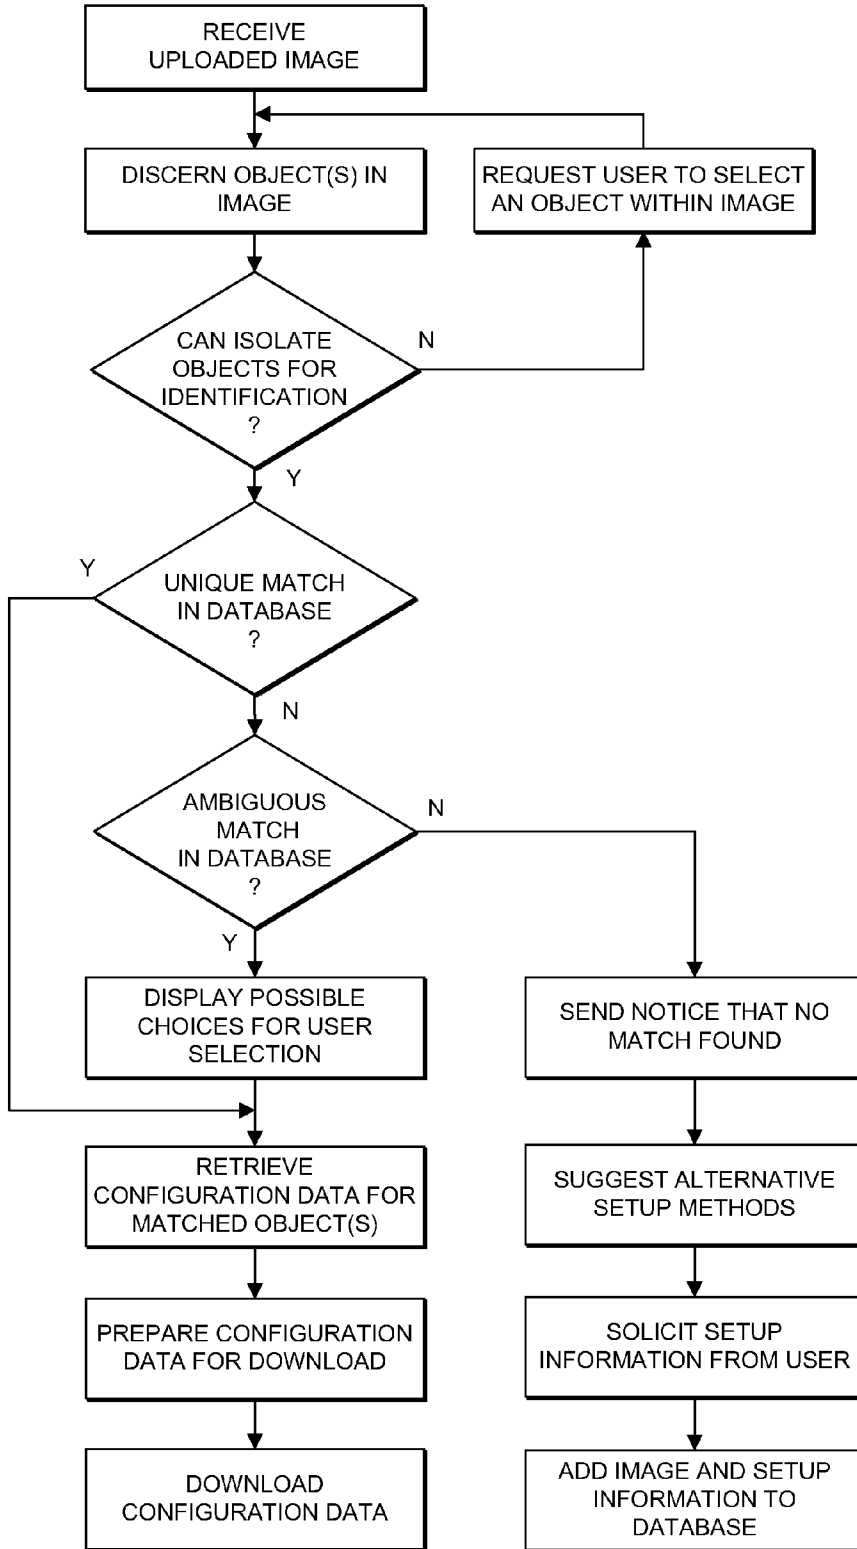 RECEIVE
UPLOADED IMAGE
DISCERN OBJECT(S) IN
IMAGE
REQUEST USER TO SELECT
AN OBJECT WITHIN IMAGE
CAN ISOLATE
OBJECTS FOR
IDENTIFICATION
?
N
Y
UNIQUE MATCH
IN DATABASE
?
Y
N
AMBIGUOUS
MATCH
IN DATABASE
?
N
Y
DISPLAY POSSIBLE
CHOICES FOR USER
SELECTION
SEND NOTICE THAT NO
MATCH FOUND
RETRIEVE
CONFIGURATION DATA FOR
MATCHED OBJECT(S)
SUGGEST ALTERNATIVE
SETUP METHODS
PREPARE CONFIGURATION
DATA FOR DOWNLOAD
SOLICIT SETUP
INFORMATION FROM USER
DOWNLOAD
CONFIGURATION DATA
ADD IMAGE AND SETUP
INFORMATION TO
DATABASE